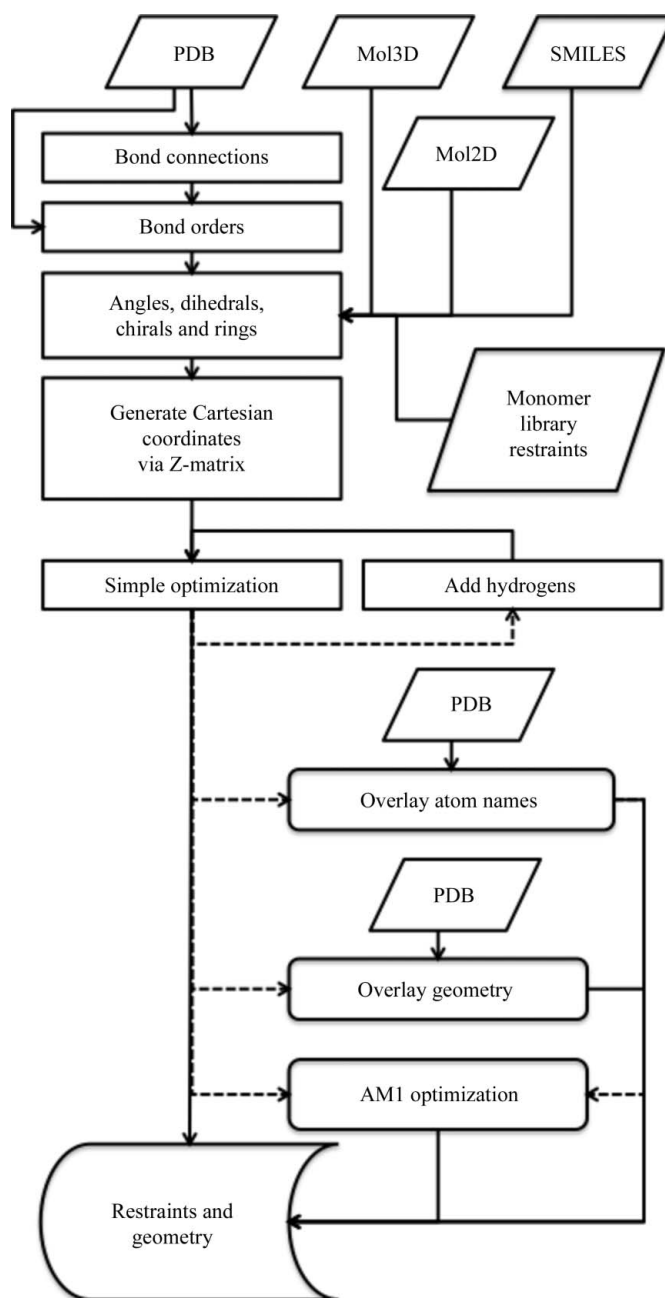 PDB
Mol3D
SMILES
Mol2D
Bond connections
Bond orders
Angles, dihedrals,
chirals and rings
Monomer
library
restraints
Generate Cartesian
coordinates
via Z-matrix
Simple optimization
Add hydrogens
PDB
Overlay atom names
PDB
Overlay geometry
AM1 optimization
Restraints and
geometry